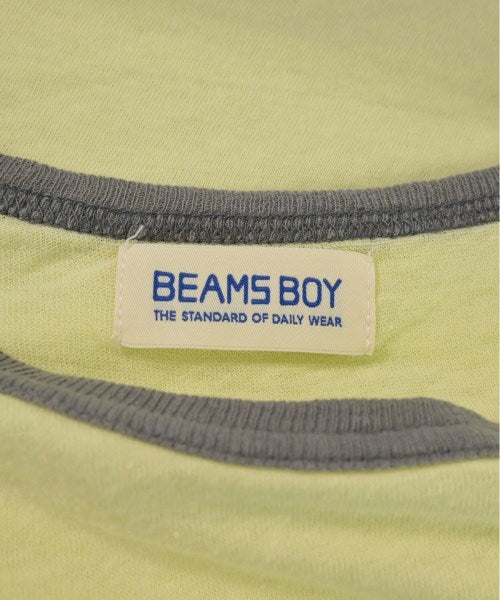 BEAMS BOY
THE STANDARD OF DAILY WEAR